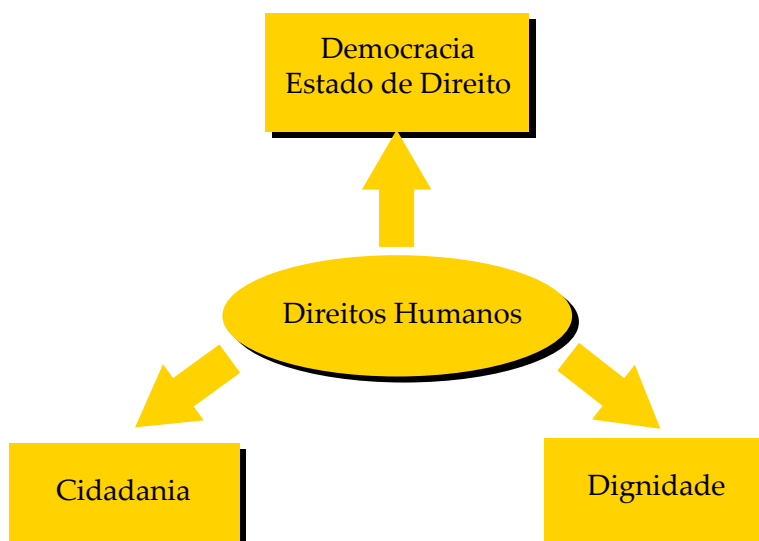 Democracia
Estado de Direito
Direitos Humanos
Cidadania
Dignidade